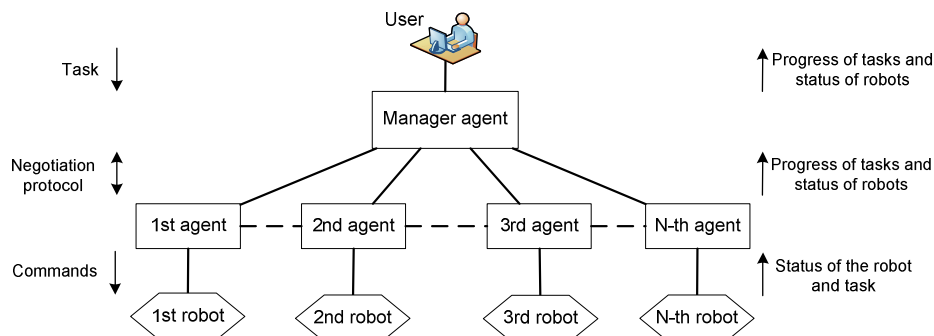 User
Task
Progress of tasks and
status of robots
Manager agent
Negotiation
protocol
Progress of tasks and
status of robots
1st agent
2nd agent
3rd agent
N-th agent
Commands
Status of the robot
and task
1st robot
2nd robot
3rd robot
N-th robot